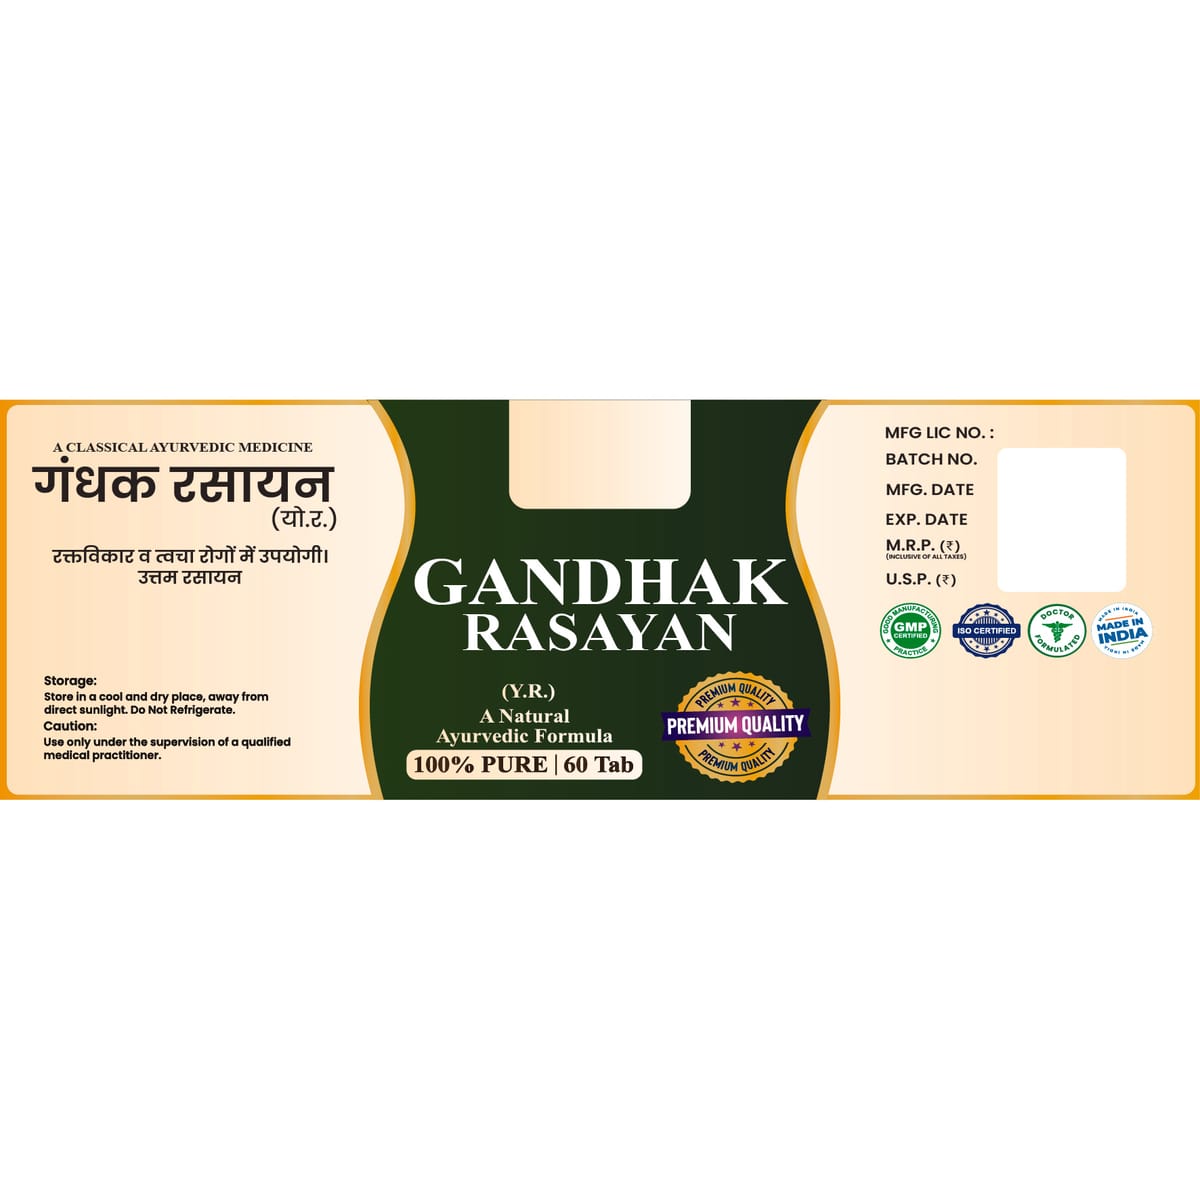 A CLASSICAL AYURVEDIC MEDICINE
गंधक रसायन
(यो.र.)
रक्तविकार व त्वचा रोगों में उपयोगी।
उत्तम रसायन
Storage:
Store in a cool and dry place, away from
direct sunlight. Do Not Refrigerate.
Caution:
Use only under the supervision of a qualified
medical practitioner.
GANDHAK
RASAYAN
(Y.R.)
A Natural
Ayurvedic Formula
100% PURE | 60 Tab
PREMIUM QUALITY
PREMIUM QUALITY
PREMIUM QUALITY
MFG LIC NO. :
BATCH NO.
MFG. DATE
EXP. DATE
M.R.P. (₹)
(INCLUSIVE OF ALL TAXES)
U.S.P. (₹)
GOOD MANUFACTURING
GMP
CERTIFIED
PRACTICE
ISO CERTIFIED
DOCTOR
FORMULATED
MADE IN INDIA
MADE IN
INDIA
MADE IN INDIA